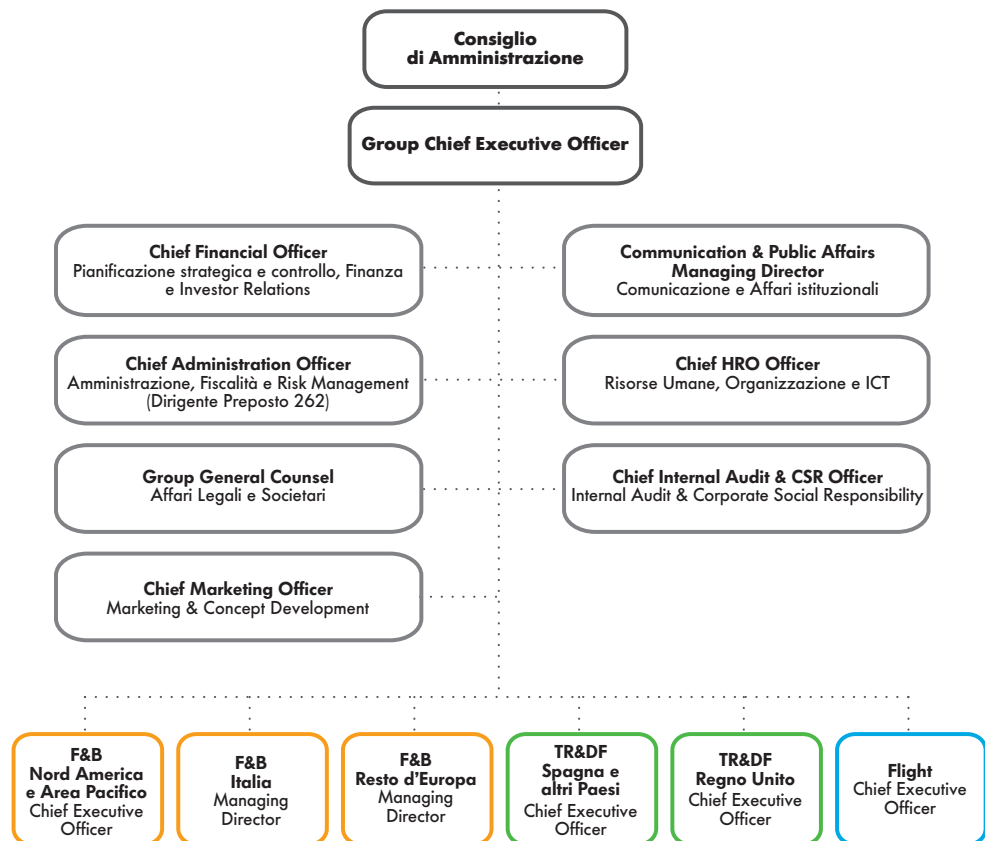 Consiglio
di Amministrazione
Group Chief Executive Officer
Chief Financial Officer
Pianificazione strategica e controllo, Finanza
e Investor Relations
Communication & Public Affairs
Managing Director
Comunicazione e Affari istituzionali
Chief Administration Officer
Amministrazione, Fiscalità e Risk Management
(Dirigente Preposto 262)
Chief HRO Officer
Risorse Umane, Organizzazione e ICT
Group General Counsel
Affari Legali e Societari
Chief Internal Audit & CSR Officer
Internal Audit & Corporate Social Responsibility
Chief Marketing Officer
Marketing & Concept Development
F&B
Nord America
e Area Pacifico
Chief Executive
Officer
F&B
Italia
Managing
Director
F&B
Resto d'Europa
Managing
Director
TR&DF
Spagna e
altri Paesi
Chief Executive
Officer
TR&DF
Regno Unito
Chief Executive
Officer
Flight
Chief Executive
Officer